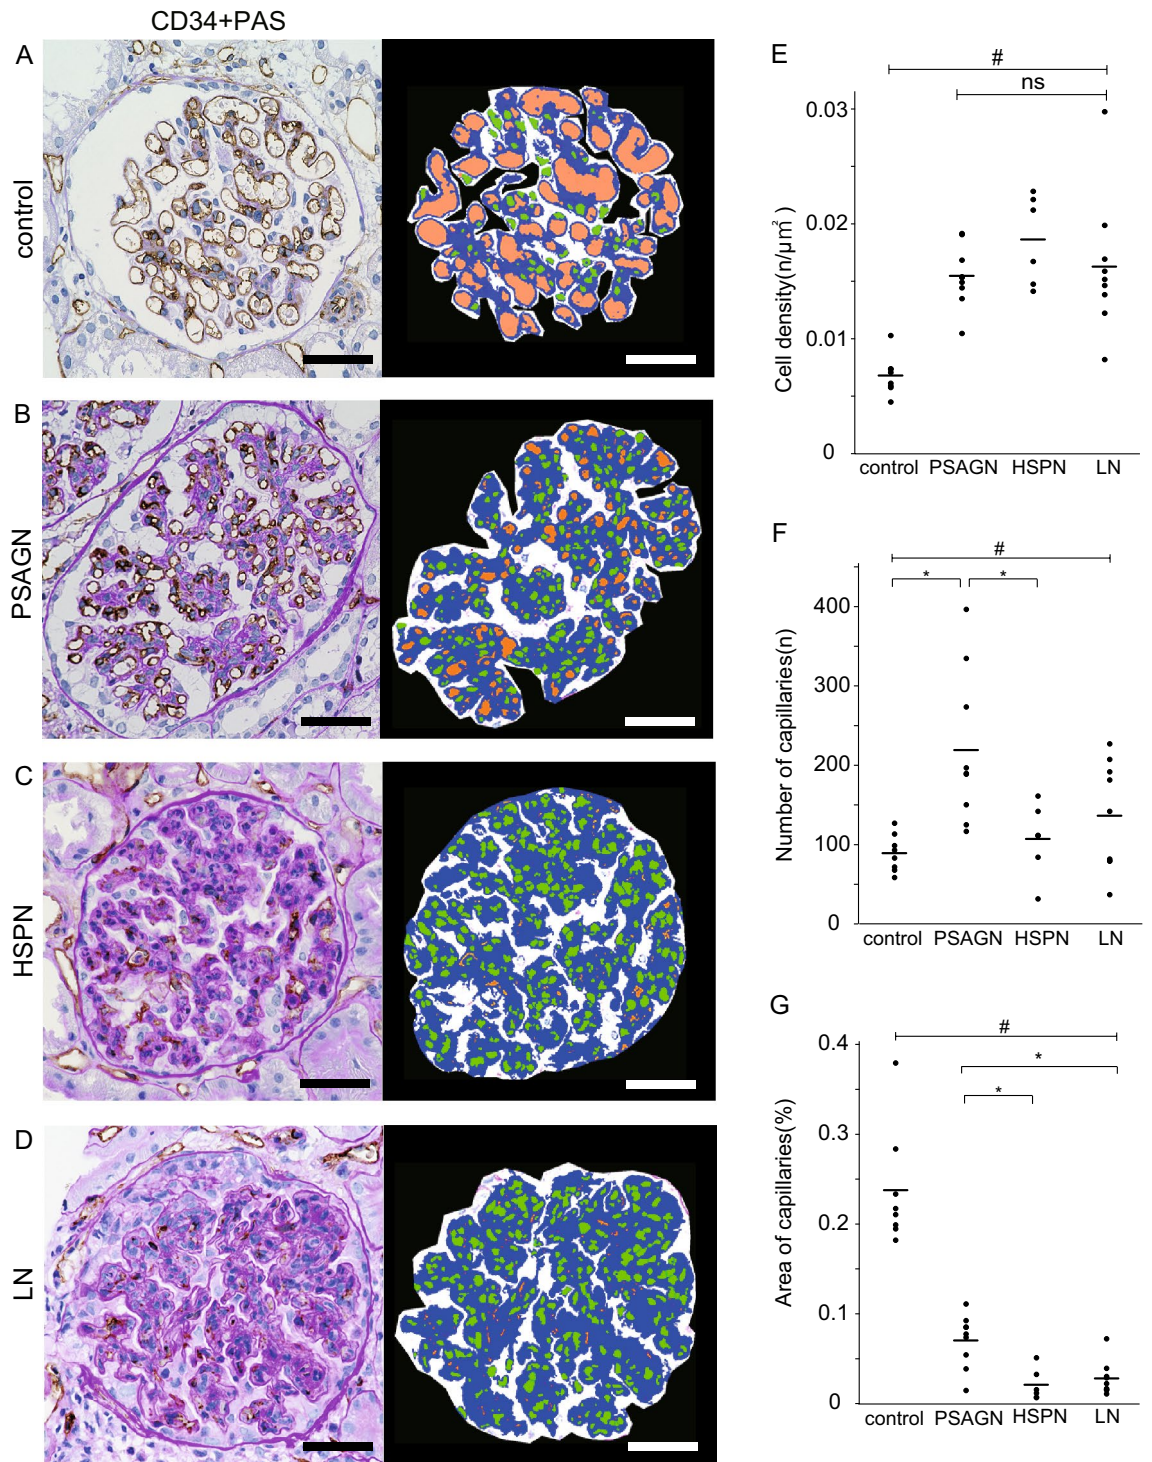 CD34+PAS
A
control
B
PSAGN
C
HSPN
D
LN
E
#
ns
Cell density(n/μm²)
0.03
0.02
0.01
0
control PSAGN HSPN LN
F
#
* *
Number of capillaries(n)
400
300
200
100
0
control PSAGN HSPN LN
G
#
*
*
Area of capillaries(%)
0.4
0.3
0.2
0.1
0
control PSAGN HSPN LN